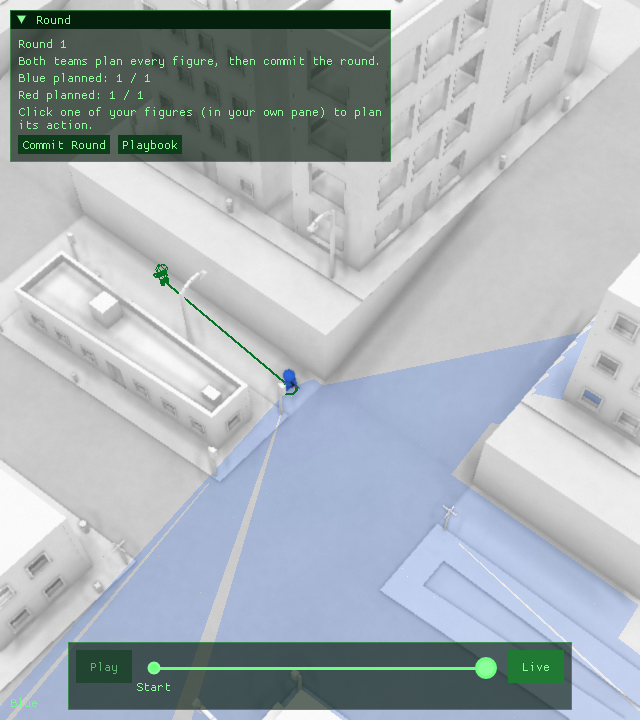 Round
Round 1
Both teams plan every figure, then commit the round.
Blue planned: 1 / 1
Red planned: 1 / 1
Click one of your figures (in your own pane) to plan
its action.
Commit Round Playbook
Play
Live
Start
Blue